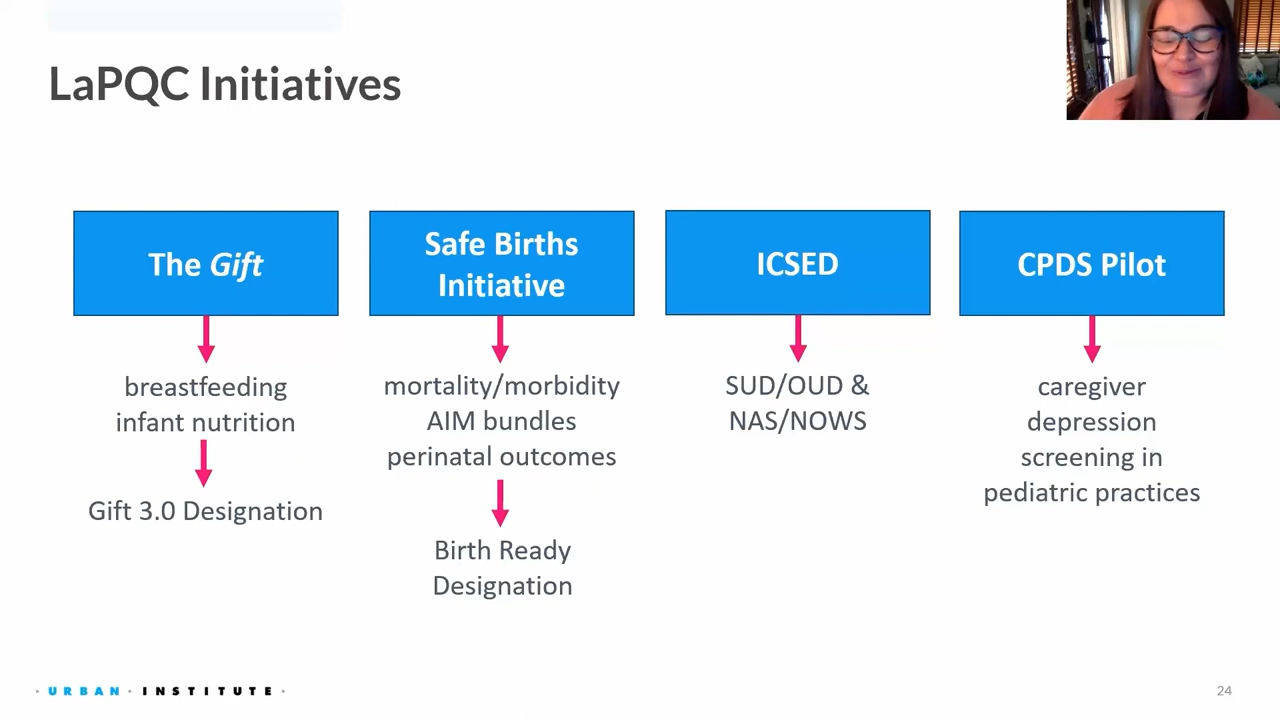 LaPQC Initiatives
The Gift
breastfeeding
infant nutrition
Gift 3.0 Designation
Safe Births
Initiative
mortality/morbidity
AIM bundles
perinatal outcomes
Birth Ready
Designation
ICSED
SUD/OUD &
NAS/NOWS
CPDS Pilot
caregiver
depression
screening in
pediatric practices
· URBAN · INSTITUTE ·
24